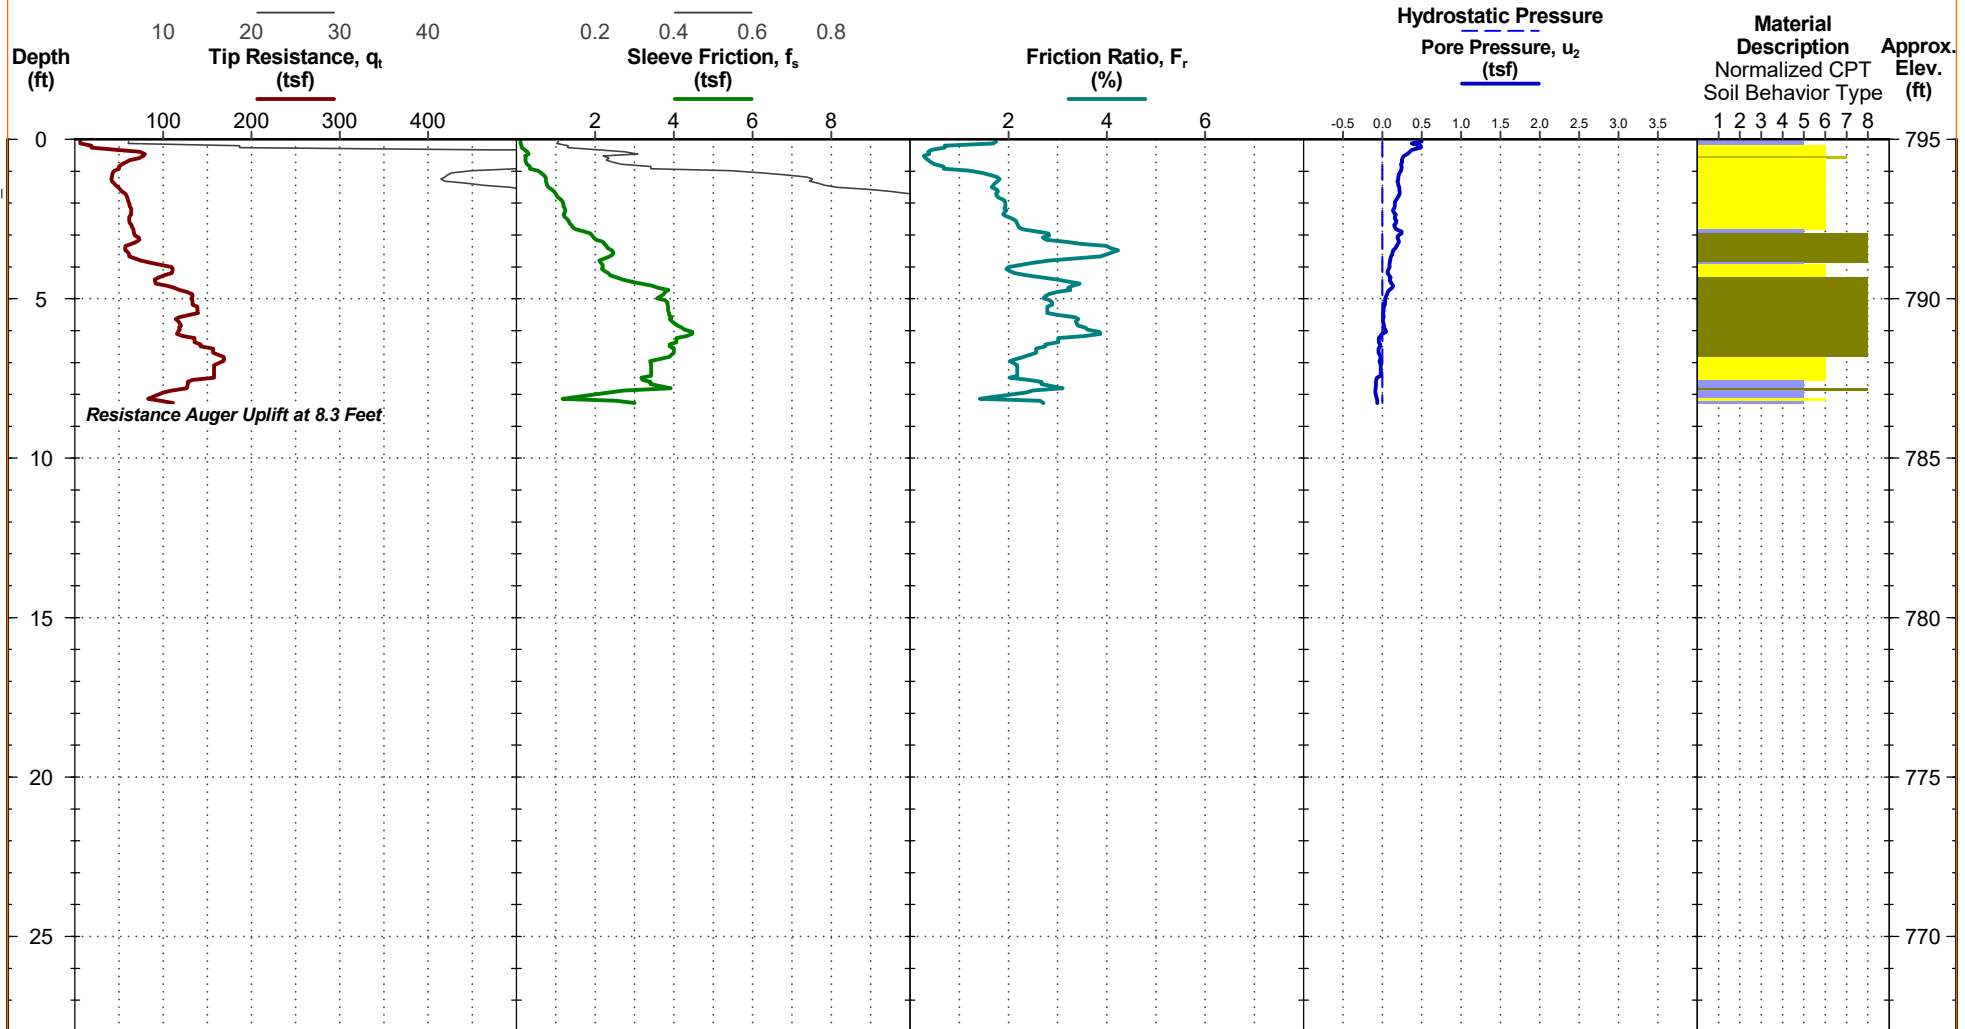 10 20 30 40
0.2 0.4 0.6 0.8
Depth
(ft)
Tip Resistance, qt
(tsf)
Sleeve Friction, fs
(tsf)
Friction Ratio, Fr
(%)
Hydrostatic Pressure
Pore Pressure, u2
(tsf)
Material
Description
Normalized CPT
Soil Behavior Type
Approx.
Elev.
(ft)
100 200 300 400
2 4 6 8
2 4 6
-0.5 0.0 0.5 1.0 1.5 2.0 2.5 3.0 3.5
1 2 3 4 5 6 7 8
0 795
5 790
Resistance Auger Uplift at 8.3 Feet
10 785
15 780
20 775
25 770